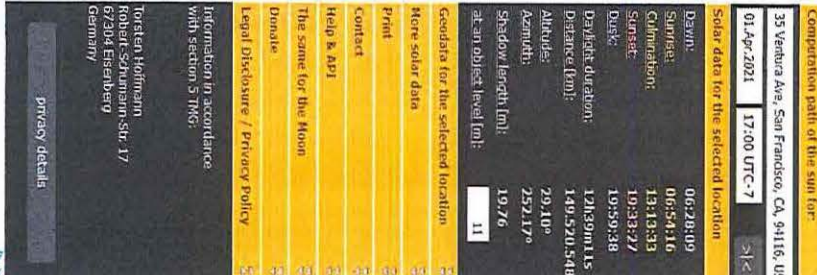 Computation path of the sun for:
35 Ventura Ave, San Francisco, CA, 94116, U
01.Apr.2021 17:00 UTC-7 >|<
Solar data for the selected location
Dawn: 06:28:09
Sunrise: 06:54:16
Culmination: 13:13:33
Sunset: 19:33:27
Dusk: 19:59:38
Daylight duration: 12h39m11s
Distance [km]: 149.520.548
Altitude: 29.10°
Azimuth: 252.17°
Shadow length [m]: 19.76
at an object level [m]: 11
Geodata for the selected location
More solar data
Print
Contact
Help & API
The same for the Moon
Donate
Legal Disclosure / Privacy Policy
Information in accordance
with section 5 TMG:
Torsten Hoffmann
Robert-Schumann-Str. 17
67304 Eisenberg
Germany
privacy details